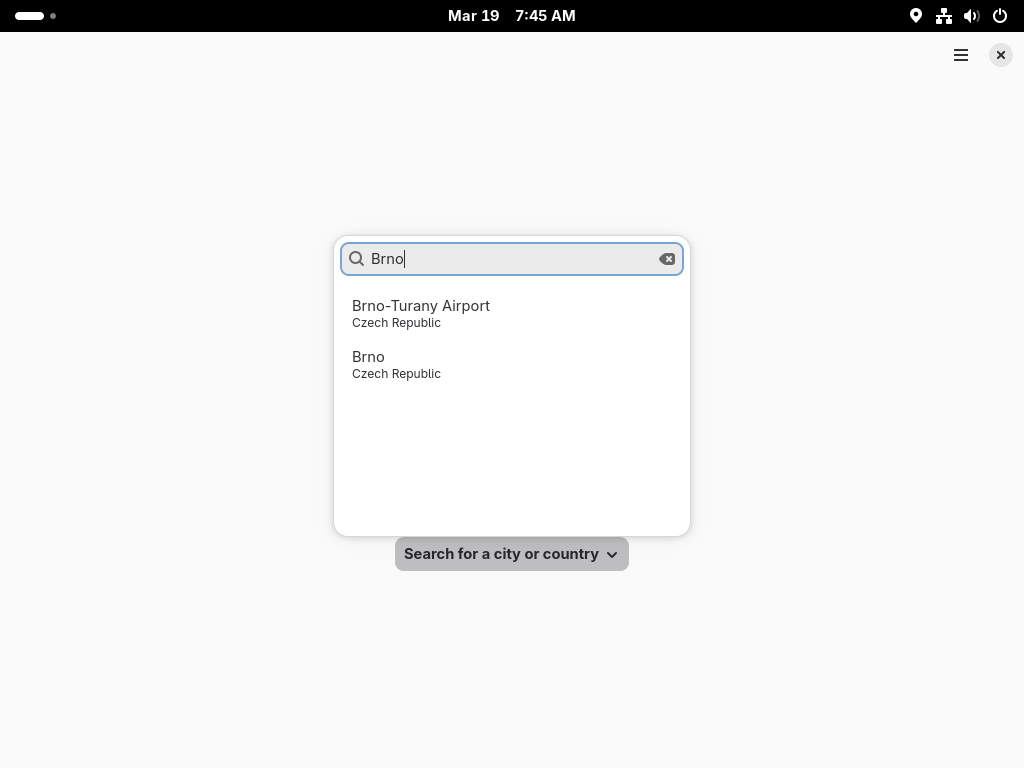 Mar 19 7:45 AM
Brno
Brno-Turany Airport
Czech Republic
Brno
Czech Republic
Search for a city or country